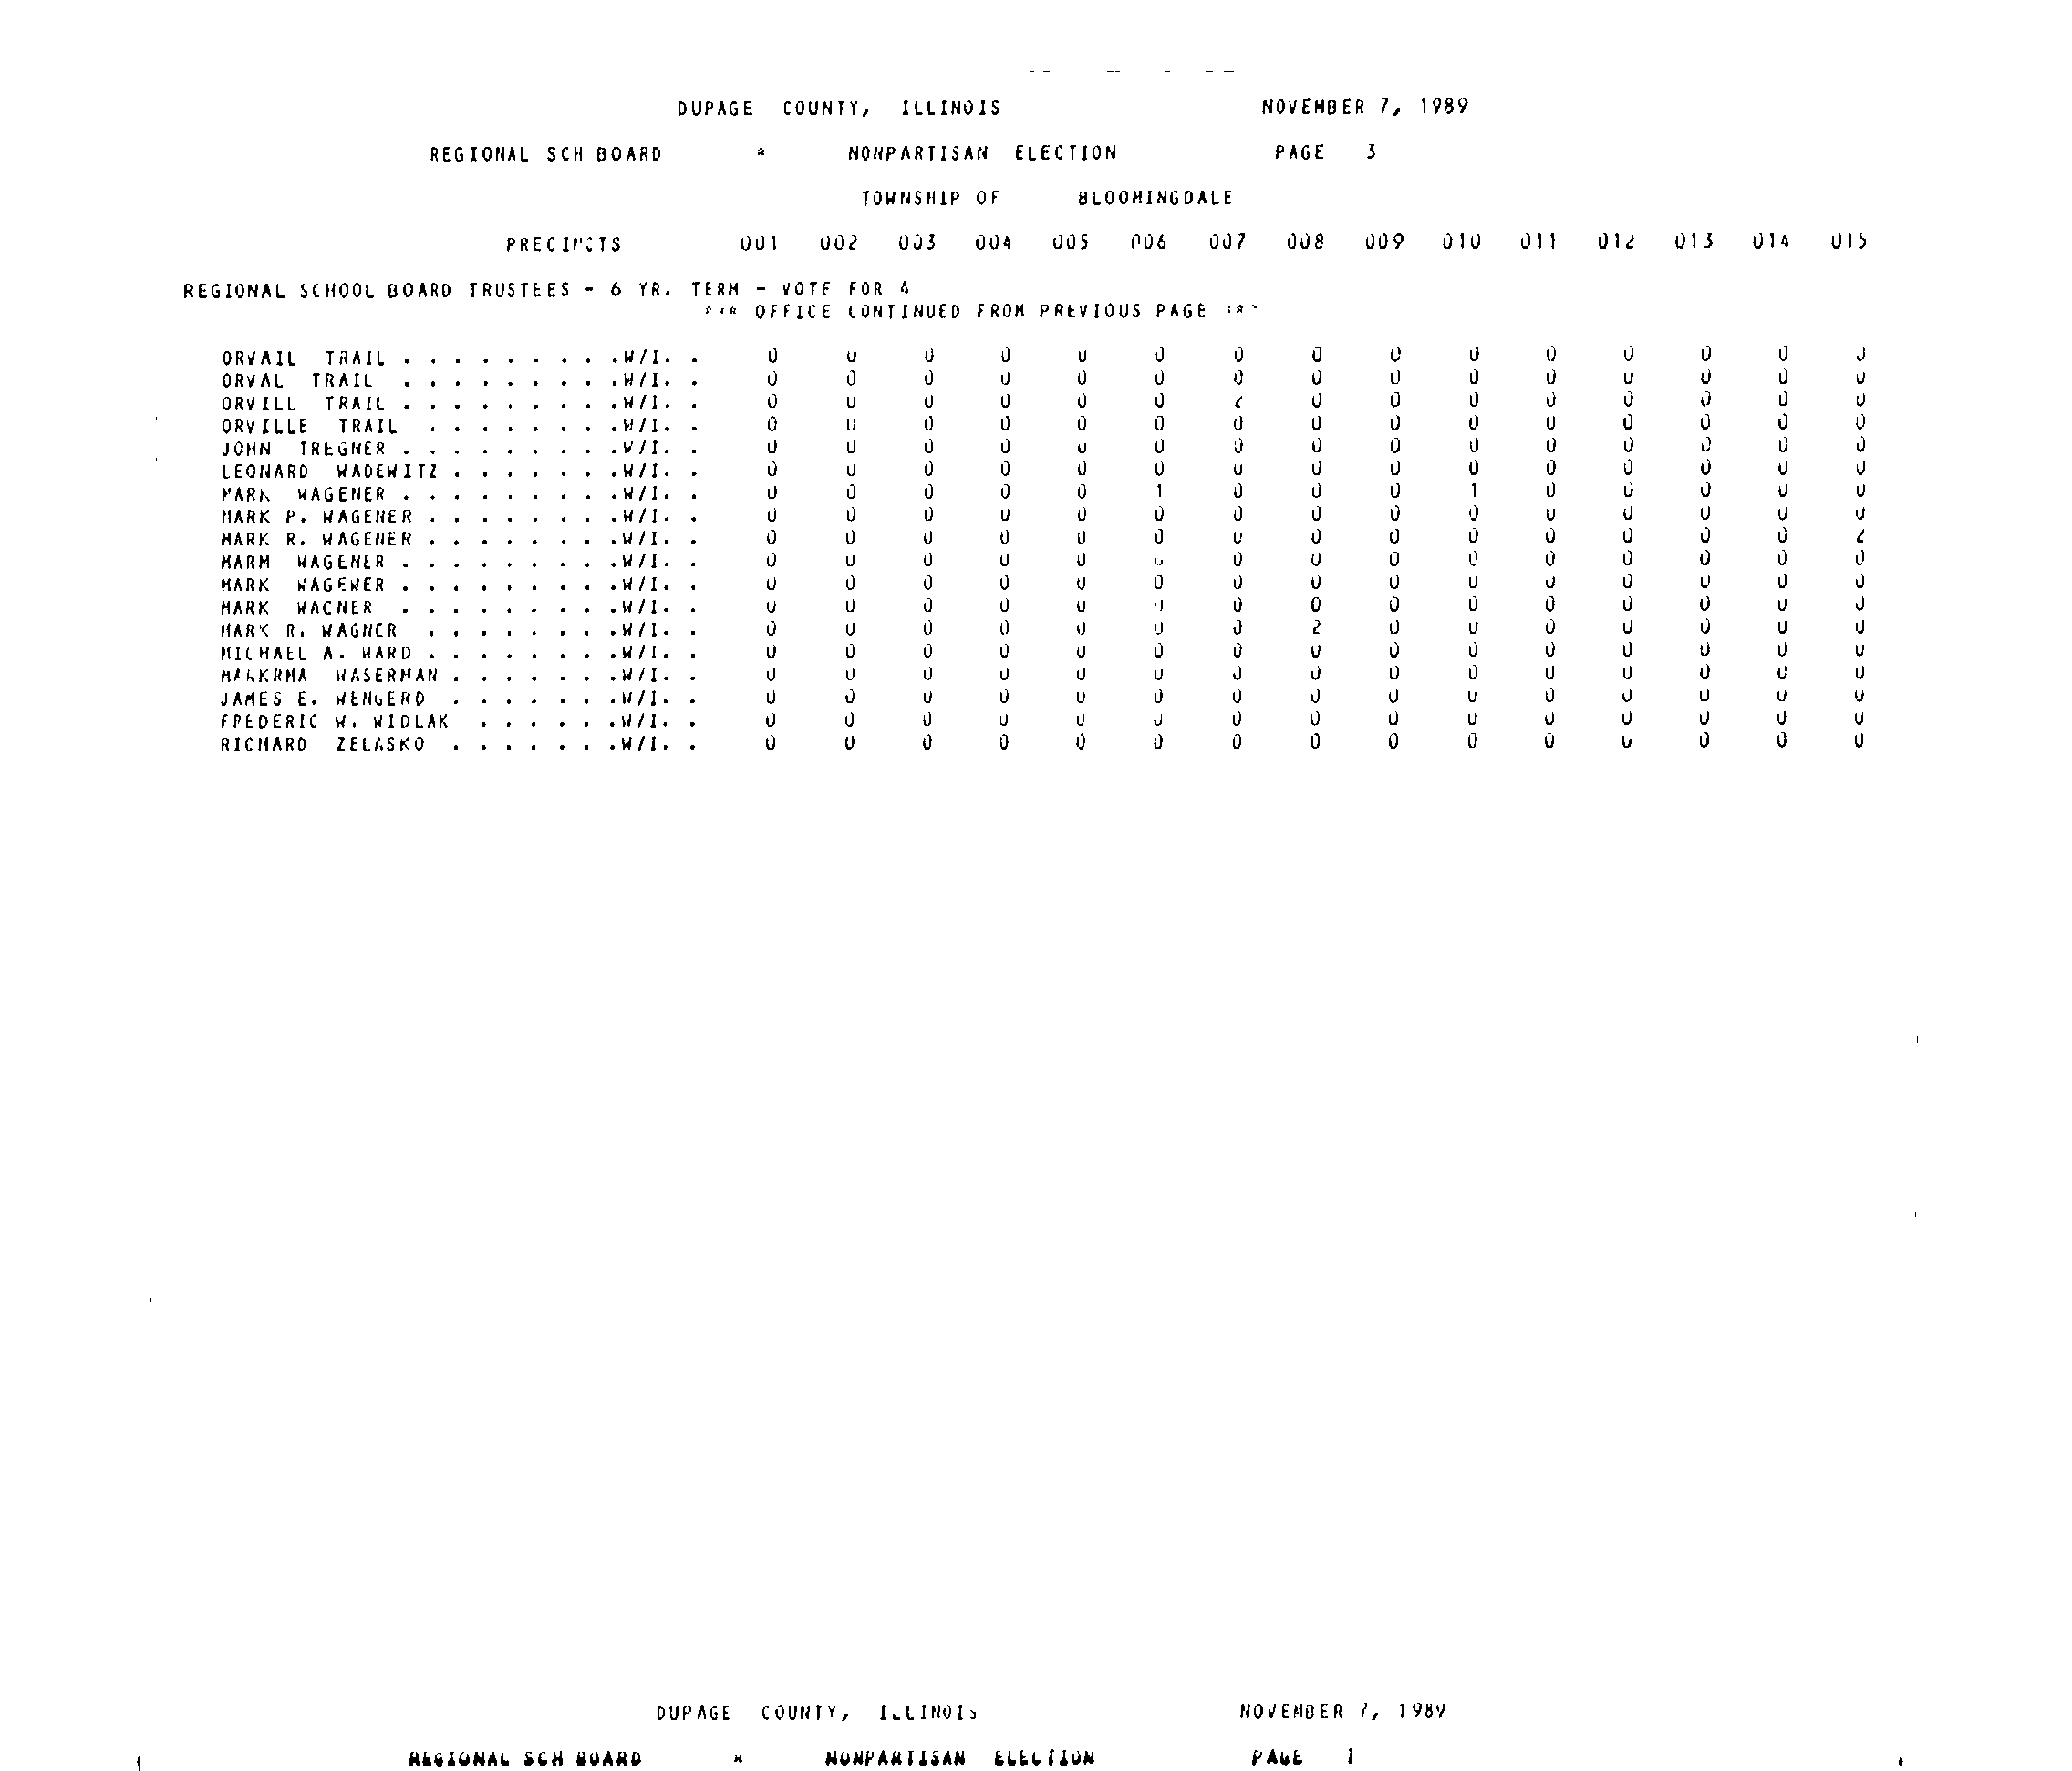 DUPAGE COUNTY, ILLINOIS NOVEMBER 7, 1989
REGIONAL SCH BOARD * NONPARTISAN ELECTION PAGE 3
TOWNSHIP OF BLOOMINGDALE
PRECINCTS 001 002 003 004 005 006 007 008 009 010 011 012 013 014 015
REGIONAL SCHOOL BOARD TRUSTEES - 6 YR. TERM - VOTE FOR 4
*** OFFICE CONTINUED FROM PREVIOUS PAGE ***
ORVAIL TRAIL . . . . . . . . .W/I. . 0 0 0 0 0 0 0 0 0 0 0 0 0 0 0
ORVAL TRAIL . . . . . . . . .W/I. . 0 0 0 0 0 0 0 0 0 0 0 0 0 0 0
ORVILL TRAIL . . . . . . . . .W/I. . 0 0 0 0 0 0 2 0 0 0 0 0 0 0 0
ORVILLE TRAIL . . . . . . . .W/I. . 0 0 0 0 0 0 0 0 0 0 0 0 0 0 0
JOHN TREGNER . . . . . . . . .W/I. . 0 0 0 0 0 0 0 0 0 0 0 0 0 0 0
LEONARD WADEWITZ . . . . . . .W/I. . 0 0 0 0 0 0 0 0 0 0 0 0 0 0 0
MARK WAGENER . . . . . . . . .W/I. . 0 0 0 0 0 1 0 0 0 1 0 0 0 0 0
MARK P. WAGENER . . . . . . . .W/I. . 0 0 0 0 0 0 0 0 0 0 0 0 0 0 0
MARK R. WAGENER . . . . . . . .W/I. . 0 0 0 0 0 0 0 0 0 0 0 0 0 0 2
MARM WAGENER . . . . . . . . .W/I. . 0 0 0 0 0 0 0 0 0 0 0 0 0 0 0
MARK WAGEWER . . . . . . . . .W/I. . 0 0 0 0 0 0 0 0 0 0 0 0 0 0 0
MARK WAGNER . . . . . . . . .W/I. . 0 0 0 0 0 0 0 0 0 0 0 0 0 0 0
MARK R. WAGNER . . . . . . . .W/I. . 0 0 0 0 0 0 0 2 0 0 0 0 0 0 0
MICHAEL A. WARD . . . . . . . .W/I. . 0 0 0 0 0 0 0 0 0 0 0 0 0 0 0
WASERMAN . . . . . . .W/I. . 0 0 0 0 0 0 0 0 0 0 0 0 0 0 0
JAMES E. WENGERD . . . . . . .W/I. . 0 0 0 0 0 0 0 0 0 0 0 0 0 0 0
FREDERIC W. WIDLAK . . . . . .W/I. . 0 0 0 0 0 0 0 0 0 0 0 0 0 0 0
RICHARD ZELASKO . . . . . . .W/I. . 0 0 0 0 0 0 0 0 0 0 0 0 0 0 0
DUPAGE COUNTY, ILLINOIS NOVEMBER 7, 1989
REGIONAL SCH BOARD * NONPARTISAN ELECTION PAGE 1